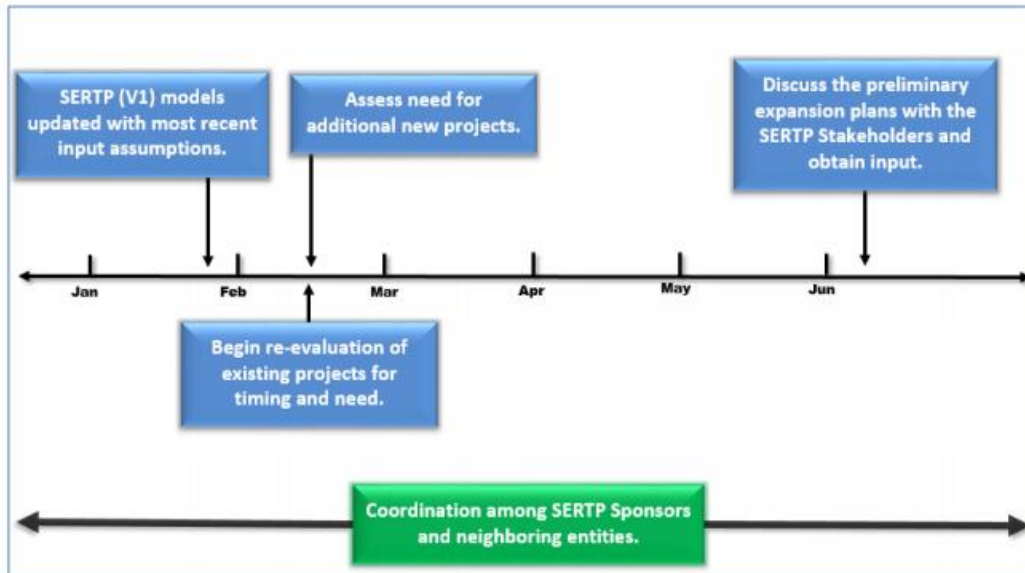 SERTP (V1) models
updated with most recent
input assumptions.
Assess need for
additional new projects.
Discuss the preliminary
expansion plans with the
SERTP Stakeholders and
obtain input.
Jan
Feb
Mar
Apr
May
Jun
Begin re-evaluation of
existing projects for
timing and need.
Coordination among SERTP Sponsors
and neighboring entities.